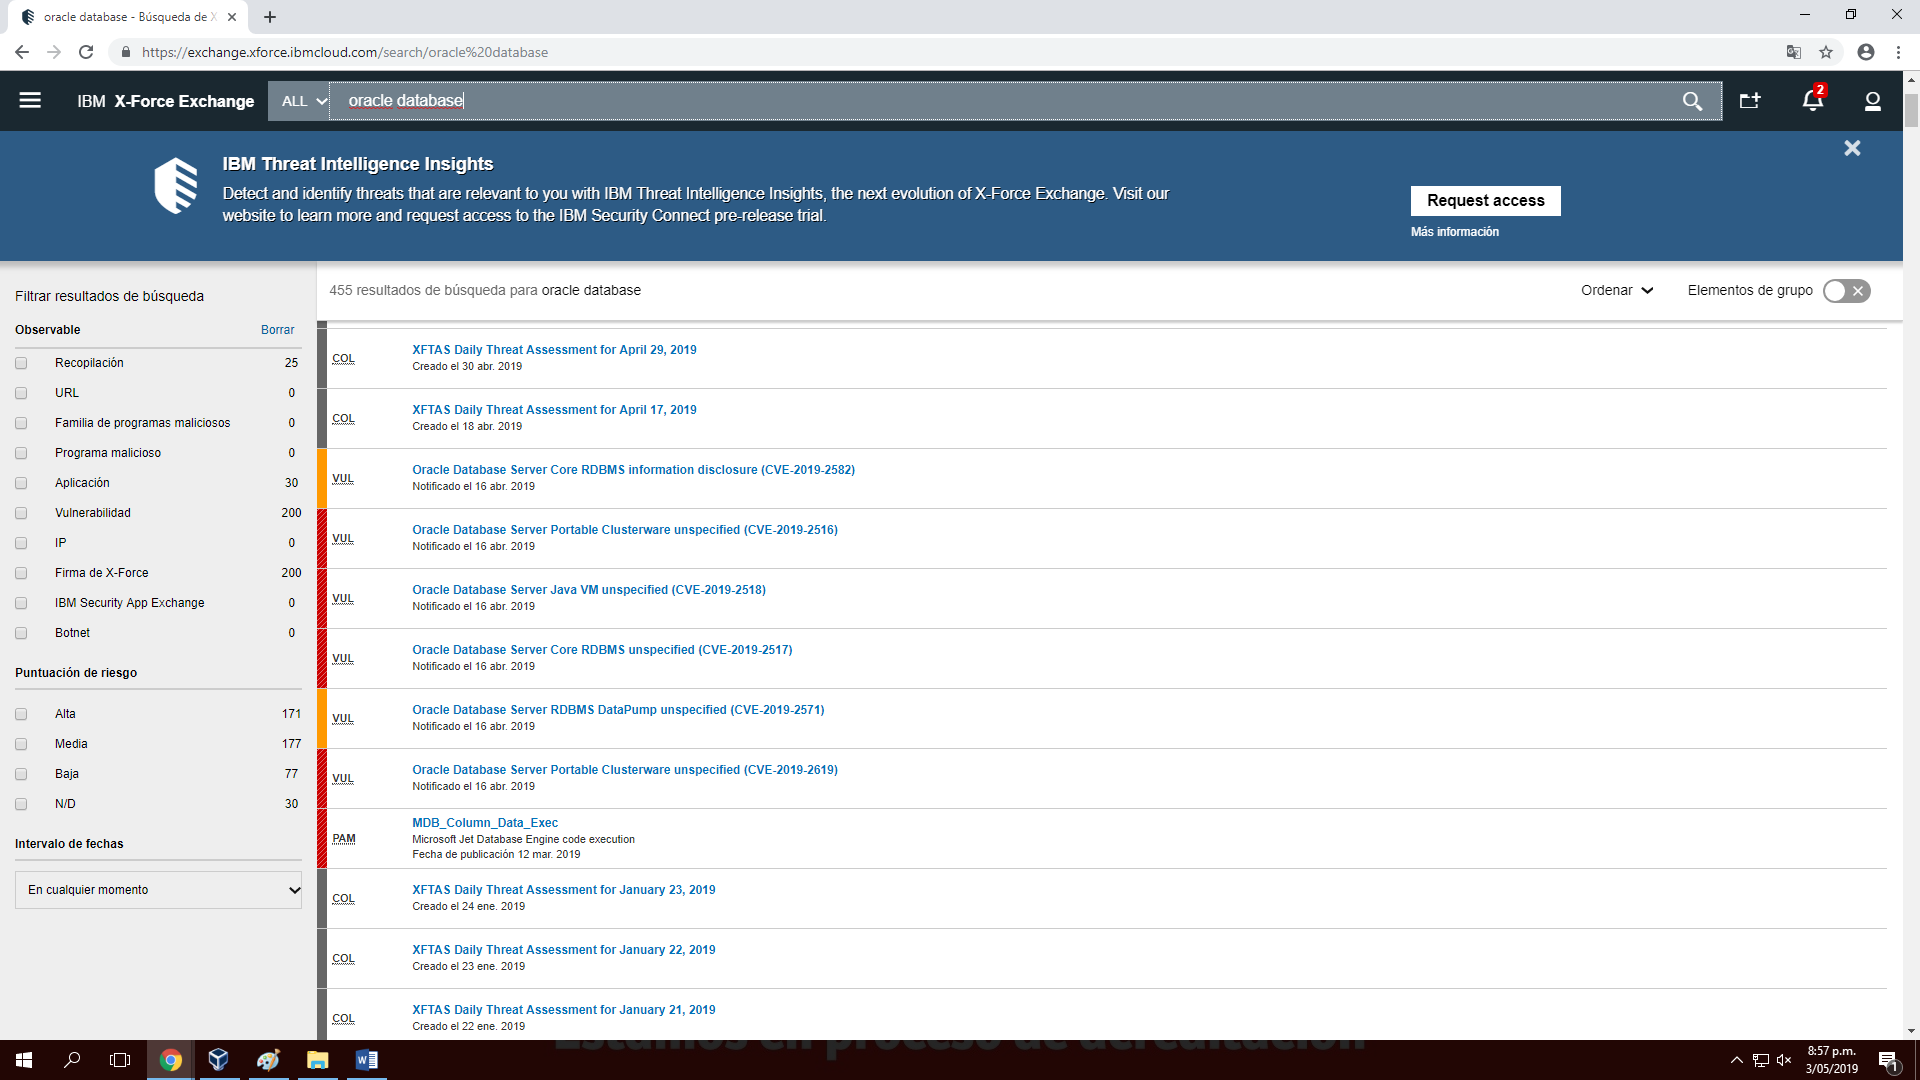 oracle database - Búsqueda de X
https://exchange.xforce.ibmcloud.com/search/oracle%20database
IBM X-Force Exchange
ALL
oracle database
2
IBM Threat Intelligence Insights
Detect and identify threats that are relevant to you with IBM Threat Intelligence Insights, the next evolution of X-Force Exchange. Visit our
website to learn more and request access to the IBM Security Connect pre-release trial.
Request access
Más información
Filtrar resultados de búsqueda
Observable Borrar
Recopilación 25
URL 0
Familia de programas maliciosos 0
Programa malicioso 0
Aplicación 30
Vulnerabilidad 200
IP 0
Firma de X-Force 200
IBM Security App Exchange 0
Botnet 0
Puntuación de riesgo
Alta 171
Media 177
Baja 77
N/D 30
Intervalo de fechas
En cualquier momento
455 resultados de búsqueda para oracle database
Ordenar
Elementos de grupo
COL
XFTAS Daily Threat Assessment for April 29, 2019
Creado el 30 abr. 2019
COL
XFTAS Daily Threat Assessment for April 17, 2019
Creado el 18 abr. 2019
VUL
Oracle Database Server Core RDBMS information disclosure (CVE-2019-2582)
Notificado el 16 abr. 2019
VUL
Oracle Database Server Portable Clusterware unspecified (CVE-2019-2516)
Notificado el 16 abr. 2019
VUL
Oracle Database Server Java VM unspecified (CVE-2019-2518)
Notificado el 16 abr. 2019
VUL
Oracle Database Server Core RDBMS unspecified (CVE-2019-2517)
Notificado el 16 abr. 2019
VUL
Oracle Database Server RDBMS DataPump unspecified (CVE-2019-2571)
Notificado el 16 abr. 2019
VUL
Oracle Database Server Portable Clusterware unspecified (CVE-2019-2619)
Notificado el 16 abr. 2019
PAM
MDB_Column_Data_Exec
Microsoft Jet Database Engine code execution
Fecha de publicación 12 mar. 2019
COL
XFTAS Daily Threat Assessment for January 23, 2019
Creado el 24 ene. 2019
COL
XFTAS Daily Threat Assessment for January 22, 2019
Creado el 23 ene. 2019
COL
XFTAS Daily Threat Assessment for January 21, 2019
Creado el 22 ene. 2019
Estamos en proceso de acreditación
8:57 p.m.
3/05/2019
1